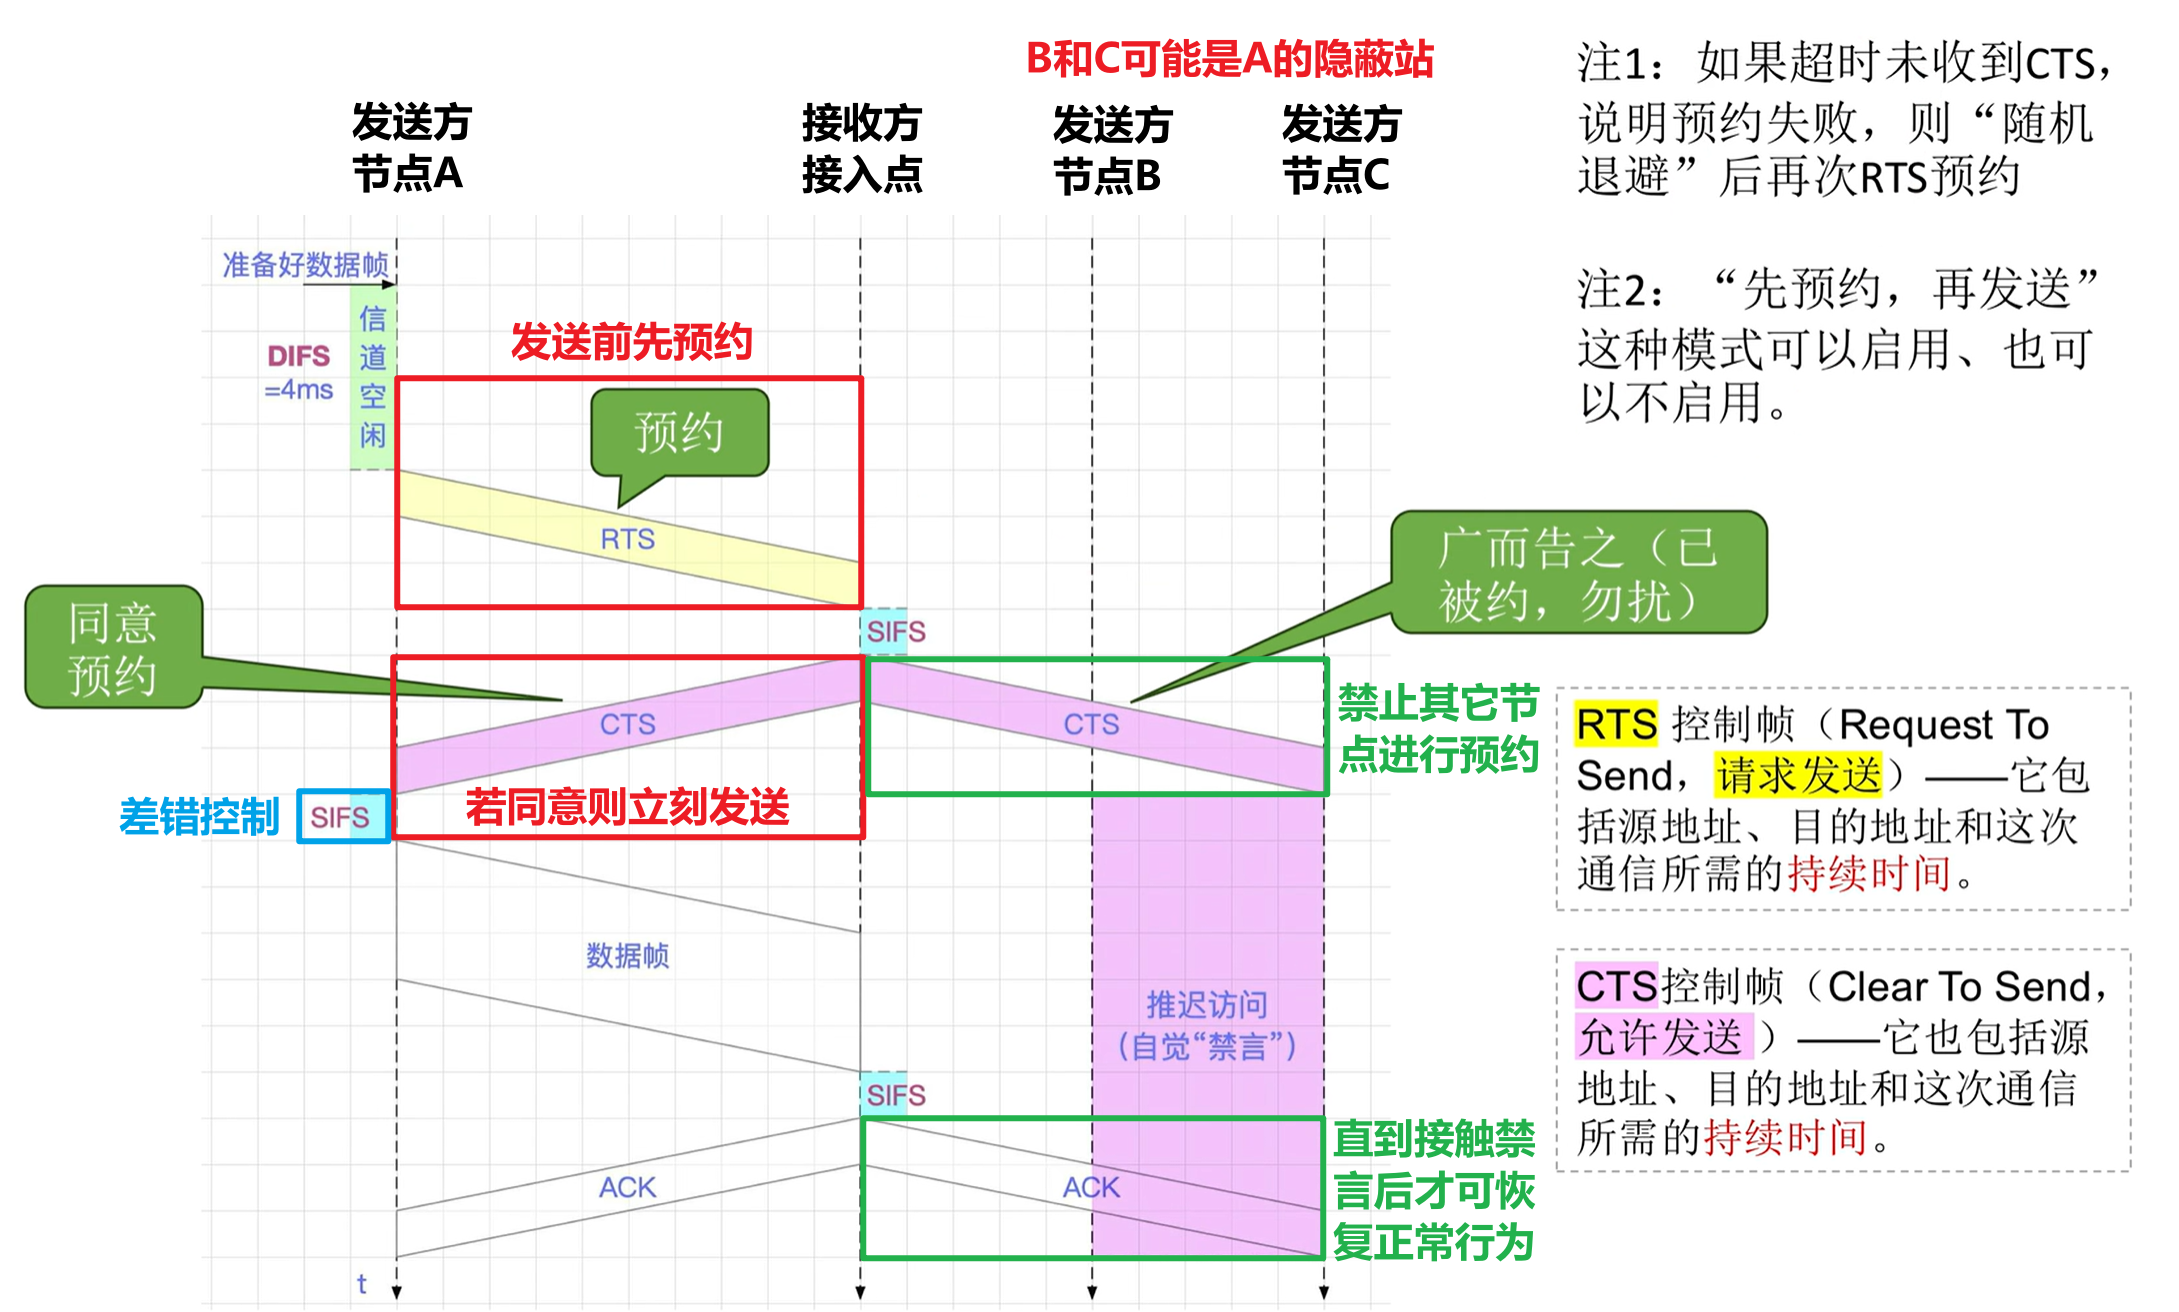 B和C可能是A的隐蔽站
发送方
节点A
接收方
接入点
发送方
节点B
发送方
节点C
注1：如果超时未收到CTS，
说明预约失败，则“随机
退避”后再次RTS预约
注2：“先预约，再发送”
这种模式可以启用、也可
以不启用。
准备好数据帧
信
道
空
闲
DIFS
=4ms
发送前先预约
预约
RTS
广而告之（已
被约，勿扰）
同意
预约
SIFS
CTS
CTS
禁止其它节
点进行预约
差错控制
SIFS
若同意则立刻发送
RTS 控制帧（Request To
Send，请求发送）——它包
括源地址、目的地址和这次
通信所需的持续时间。
数据帧
推迟访问
（自觉“禁言”）
CTS控制帧（Clear To Send，
允许发送 ）——它也包括源
地址、目的地址和这次通信
所需的持续时间。
SIFS
ACK
ACK
直到接触禁
言后才可恢
复正常行为
t